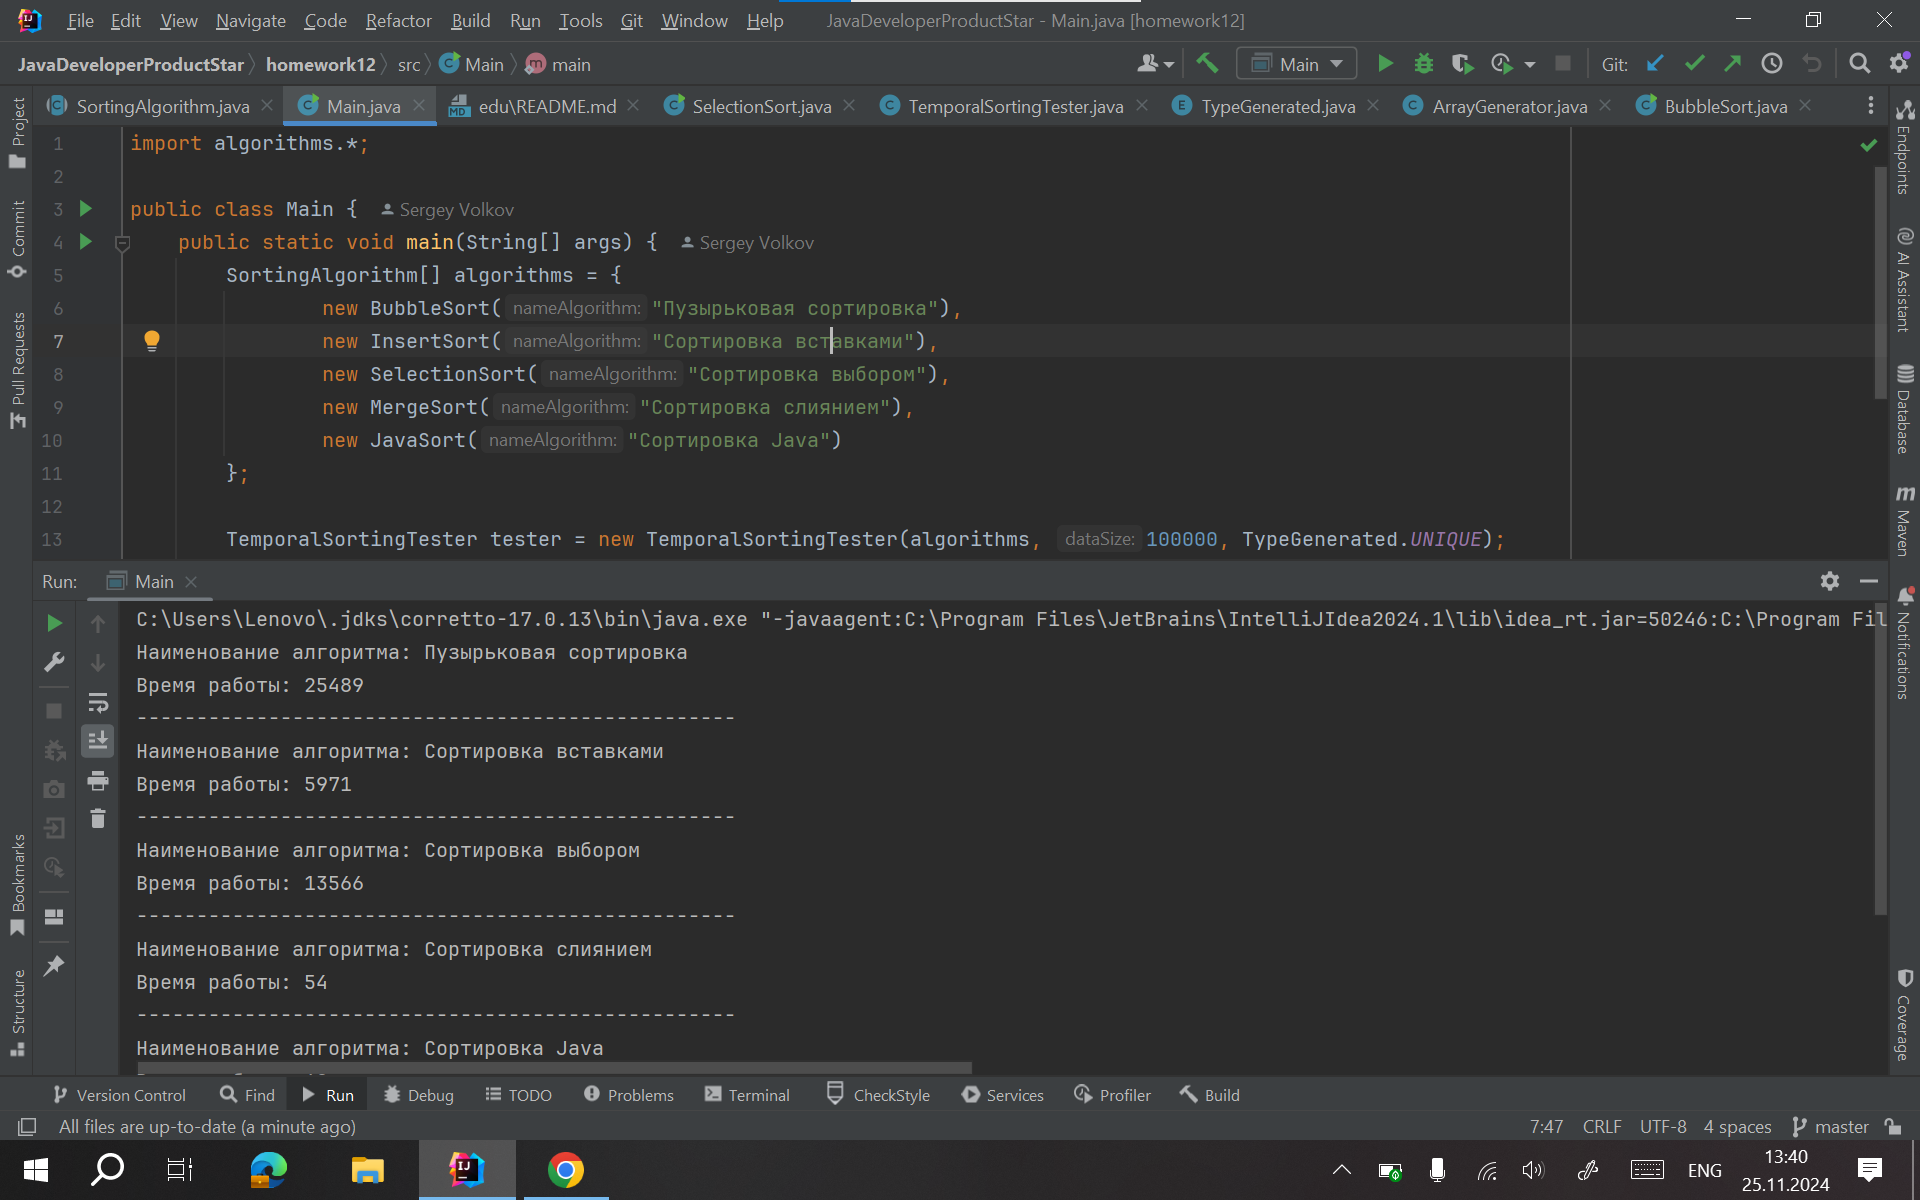 File Edit View Navigate Code Refactor Build Run Tools Git Window Help JavaDeveloperProductStar - Main.java [homework12]
JavaDeveloperProductStar homework12 src Main main Main Git:
SortingAlgorithm.java Main.java edu\README.md SelectionSort.java TemporalSortingTester.java TypeGenerated.java ArrayGenerator.java BubbleSort.java
1 import algorithms.*;
2
3 public class Main { Sergey Volkov
4 public static void main(String[] args) { Sergey Volkov
5 SortingAlgorithm[] algorithms = {
6 new BubbleSort( nameAlgorithm: "Пузырьковая сортировка"),
7 new InsertSort( nameAlgorithm: "Сортировка вставками"),
8 new SelectionSort( nameAlgorithm: "Сортировка выбором"),
9 new MergeSort( nameAlgorithm: "Сортировка слиянием"),
10 new JavaSort( nameAlgorithm: "Сортировка Java")
11 };
12
13 TemporalSortingTester tester = new TemporalSortingTester(algorithms, dataSize: 100000, TypeGenerated.UNIQUE);
Project
Commit
Pull Requests
Bookmarks
Structure
Endpoints
AI Assistant
Database
Maven
Notifications
Coverage
Run: Main
C:\Users\Lenovo\.jdks\corretto-17.0.13\bin\java.exe "-javaagent:C:\Program Files\JetBrains\IntelliJIdea2024.1\lib\idea_rt.jar=50246:C:\Program Fil
Наименование алгоритма: Пузырьковая сортировка
Время работы: 25489
--------------------------------------------------
Наименование алгоритма: Сортировка вставками
Время работы: 5971
--------------------------------------------------
Наименование алгоритма: Сортировка выбором
Время работы: 13566
--------------------------------------------------
Наименование алгоритма: Сортировка слиянием
Время работы: 54
--------------------------------------------------
Наименование алгоритма: Сортировка Java
Version Control Find Run Debug TODO Problems Terminal CheckStyle Services Profiler Build
All files are up-to-date (a minute ago) 7:47 CRLF UTF-8 4 spaces master
ENG 13:40
25.11.2024